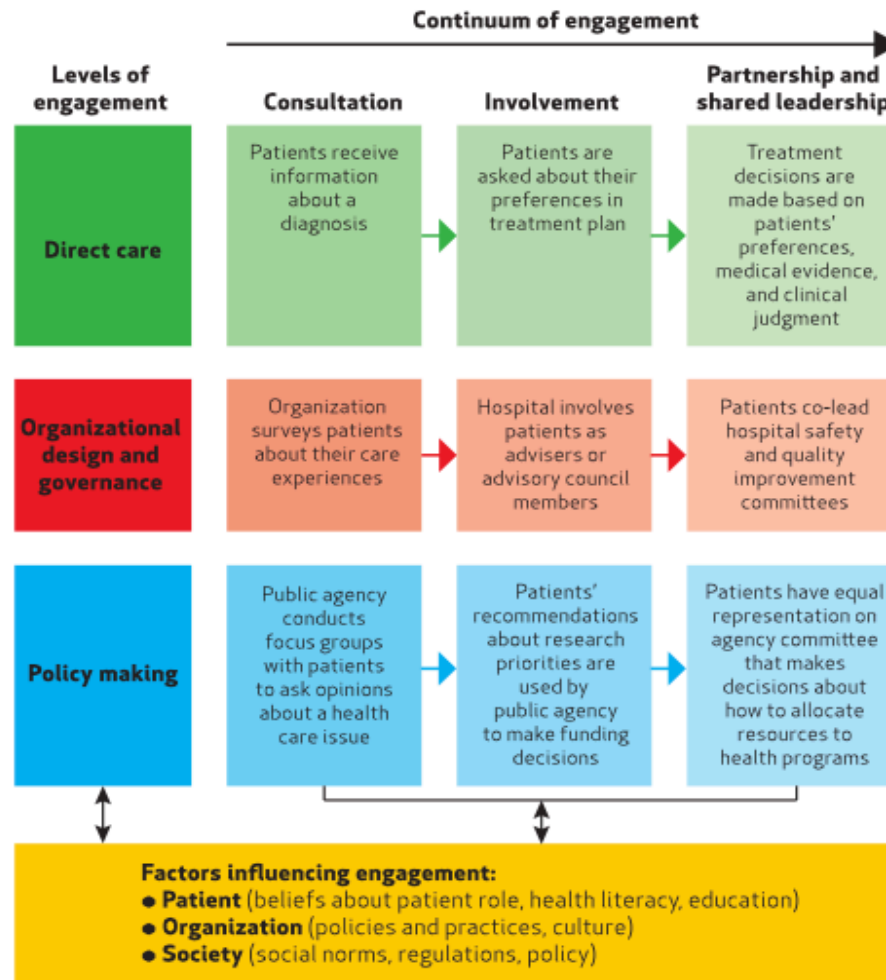 Continuum of engagement
Levels of
engagement
Consultation
Involvement
Partnership and
shared leadership
Direct care
Patients receive
information
about a
diagnosis
Patients are
asked about their
preferences in
treatment plan
Treatment
decisions are
made based on
patients'
preferences,
medical evidence,
and clinical
judgment
Organizational
design and
governance
Organization
surveys patients
about their care
experiences
Hospital involves
patients as
advisers or
advisory council
members
Patients co-lead
hospital safety
and quality
improvement
committees
Policy making
Public agency
conducts
focus groups
with patients
to ask opinions
about a health
care issue
Patients'
recommendations
about research
priorities are
used by
public agency
to make funding
decisions
Patients have equal
representation on
agency committee
that makes
decisions about
how to allocate
resources to
health programs
Factors influencing engagement:
● Patient (beliefs about patient role, health literacy, education)
● Organization (policies and practices, culture)
● Society (social norms, regulations, policy)